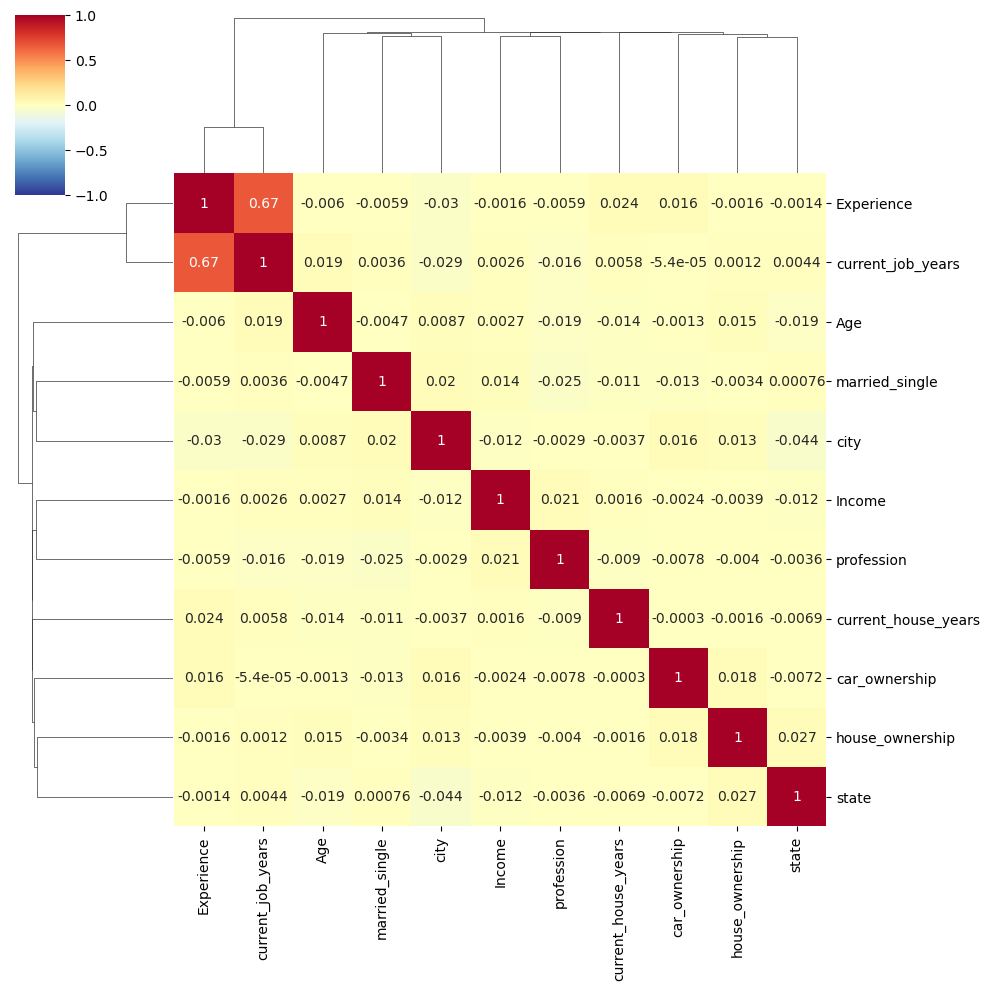 1.0
0.5
0.0
−0.5
−1.0
1 0.67 -0.006 -0.0059 -0.03 -0.0016 -0.0059 0.024 0.016 -0.0016 -0.0014 Experience
0.67 1 0.019 0.0036 -0.029 0.0026 -0.016 0.0058 -5.4e-05 0.0012 0.0044 current_job_years
-0.006 0.019 1 -0.0047 0.0087 0.0027 -0.019 -0.014 -0.0013 0.015 -0.019 Age
-0.0059 0.0036 -0.0047 1 0.02 0.014 -0.025 -0.011 -0.013 -0.0034 0.00076 married_single
-0.03 -0.029 0.0087 0.02 1 -0.012 -0.0029 -0.0037 0.016 0.013 -0.044 city
-0.0016 0.0026 0.0027 0.014 -0.012 1 0.021 0.0016 -0.0024 -0.0039 -0.012 Income
-0.0059 -0.016 -0.019 -0.025 -0.0029 0.021 1 -0.009 -0.0078 -0.004 -0.0036 profession
0.024 0.0058 -0.014 -0.011 -0.0037 0.0016 -0.009 1 -0.0003 -0.0016 -0.0069 current_house_years
0.016 -5.4e-05 -0.0013 -0.013 0.016 -0.0024 -0.0078 -0.0003 1 0.018 -0.0072 car_ownership
-0.0016 0.0012 0.015 -0.0034 0.013 -0.0039 -0.004 -0.0016 0.018 1 0.027 house_ownership
-0.0014 0.0044 -0.019 0.00076 -0.044 -0.012 -0.0036 -0.0069 -0.0072 0.027 1 state
Experience
current_job_years
Age
married_single
city
Income
profession
current_house_years
car_ownership
house_ownership
state